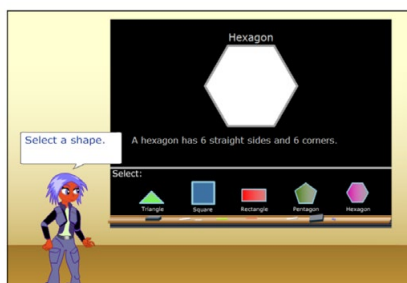 Hexagon
Select a shape.
A hexagon has 6 straight sides and 6 corners.
Select:
Triangle Square Rectangle Pentagon Hexagon